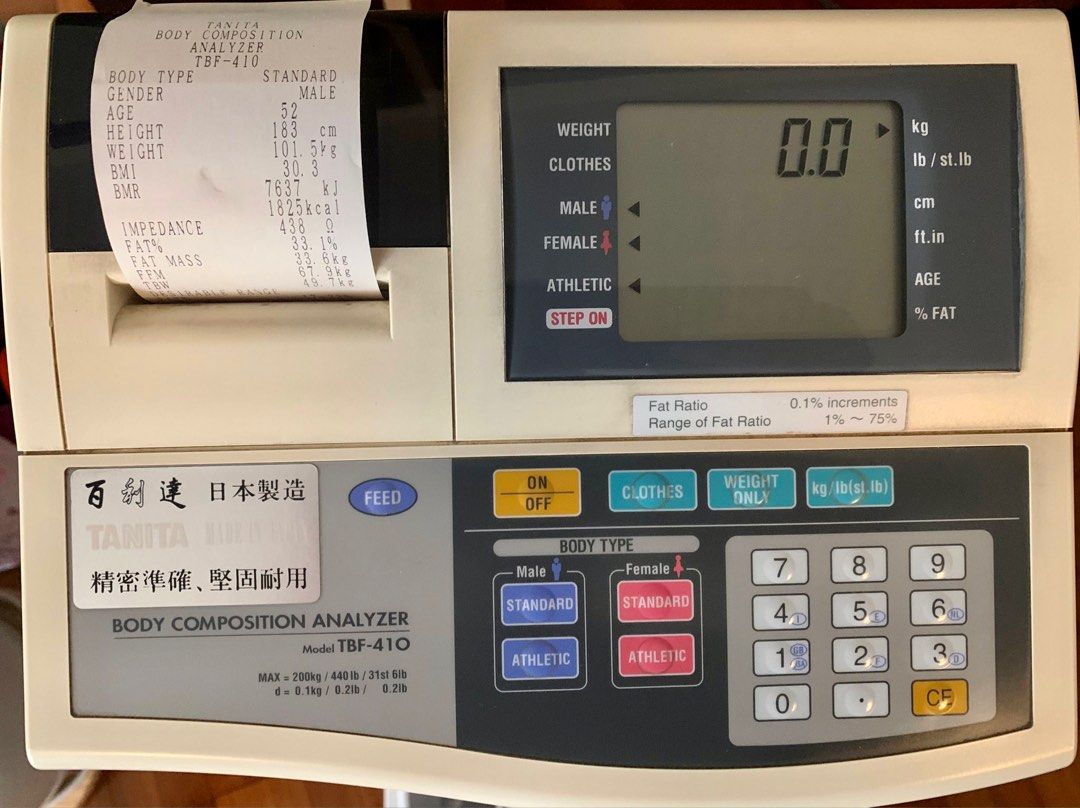 TANITA
BODY COMPOSITION
ANALYZER
TBF-410
BODY TYPE STANDARD
GENDER MALE
AGE 52
HEIGHT 183 cm
WEIGHT 101.5kg
BMI 30.3
BMR 7637 kJ
1825kcal
IMPEDANCE 438 Ω
FAT% 33.1%
FAT MASS 33.6kg
FFM 67.9kg
TBW 49.7kg
DESIRABLE RANGE
WEIGHT
CLOTHES
MALE
FEMALE
ATHLETIC
STEP ON
0.0
kg
lb / st.lb
cm
ft.in
AGE
% FAT
Fat Ratio 0.1% increments
Range of Fat Ratio 1% ~ 75%
百利達 日本製造
TANITA MADE IN JAPAN
精密準確、堅固耐用
FEED
BODY COMPOSITION ANALYZER
Model TBF-410
MAX = 200kg / 440 lb / 31st 6lb
d = 0.1kg / 0.2lb / 0.2lb
ON
OFF
CLOTHES
WEIGHT ONLY
kg/lb(st.lb)
BODY TYPE
Male
Female
STANDARD
STANDARD
ATHLETIC
ATHLETIC
7 8 9
4 I 5 E 6 NL
1 GB BA 2 F 3 D
0 . CE